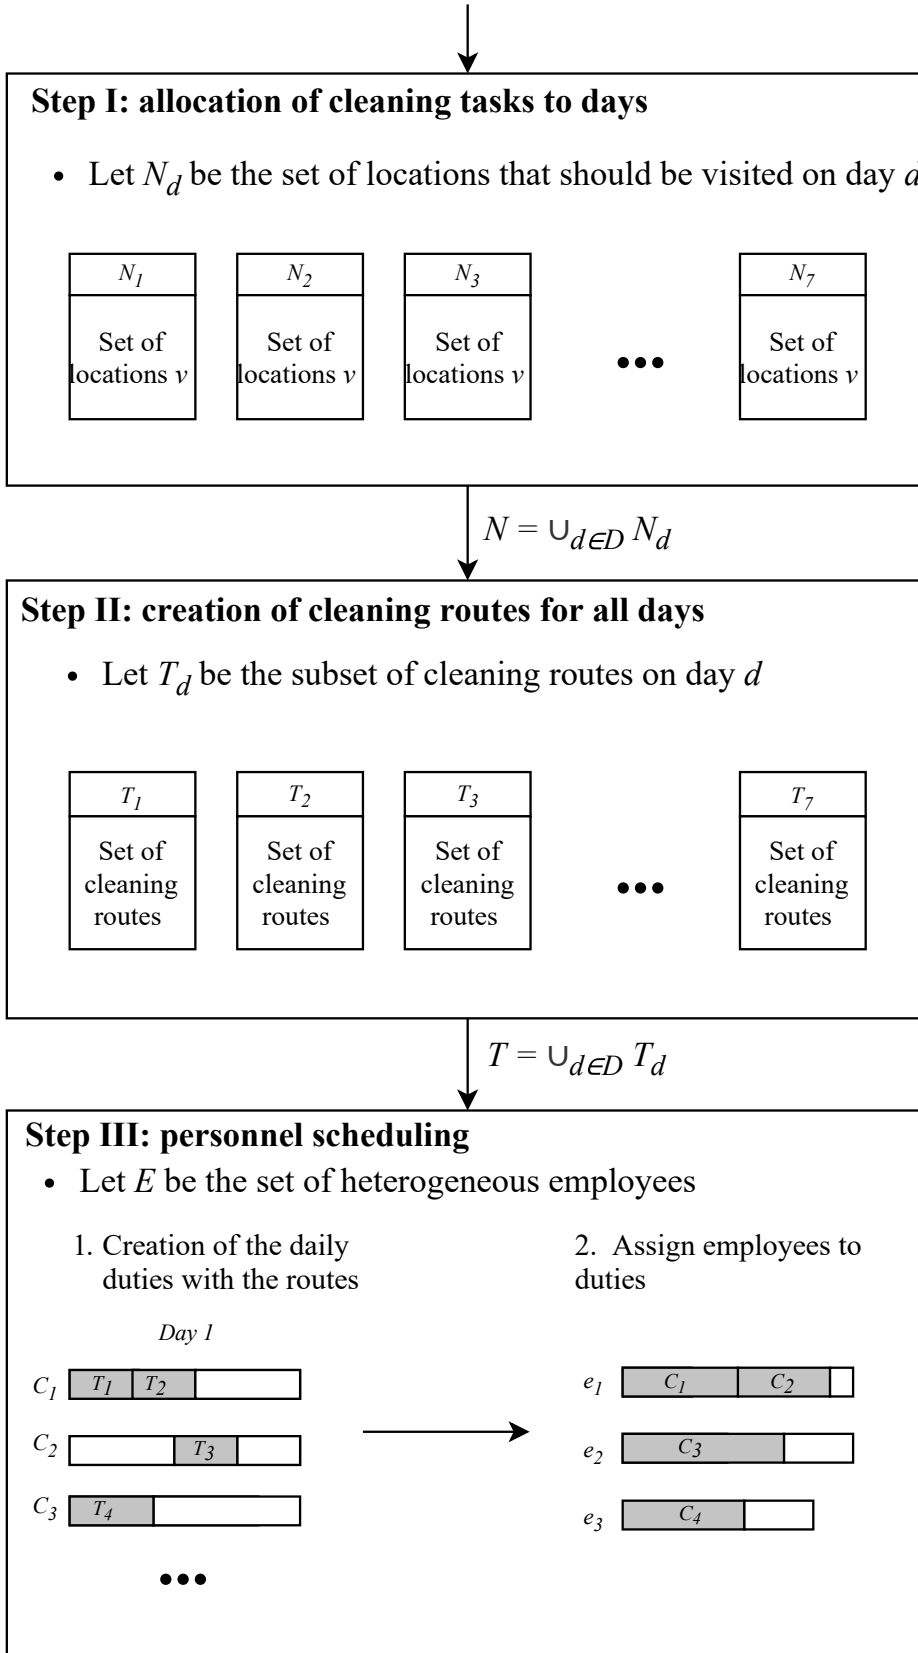 Step I: allocation of cleaning tasks to days
• Let N_d be the set of locations that should be visited on day d
N_1 N_2 N_3 N_7
Set of locations v
Set of locations v
Set of locations v
•••
Set of locations v
N = ∪_{d∈D} N_d
Step II: creation of cleaning routes for all days
• Let T_d be the subset of cleaning routes on day d
T_1 T_2 T_3 T_7
Set of cleaning routes
Set of cleaning routes
Set of cleaning routes
•••
Set of cleaning routes
T = ∪_{d∈D} T_d
Step III: personnel scheduling
• Let E be the set of heterogeneous employees
1. Creation of the daily
duties with the routes
Day 1
C_1 T_1 T_2
C_2 T_3
C_3 T_4
•••
2. Assign employees to
duties
e_1 C_1 C_2
e_2 C_3
e_3 C_4